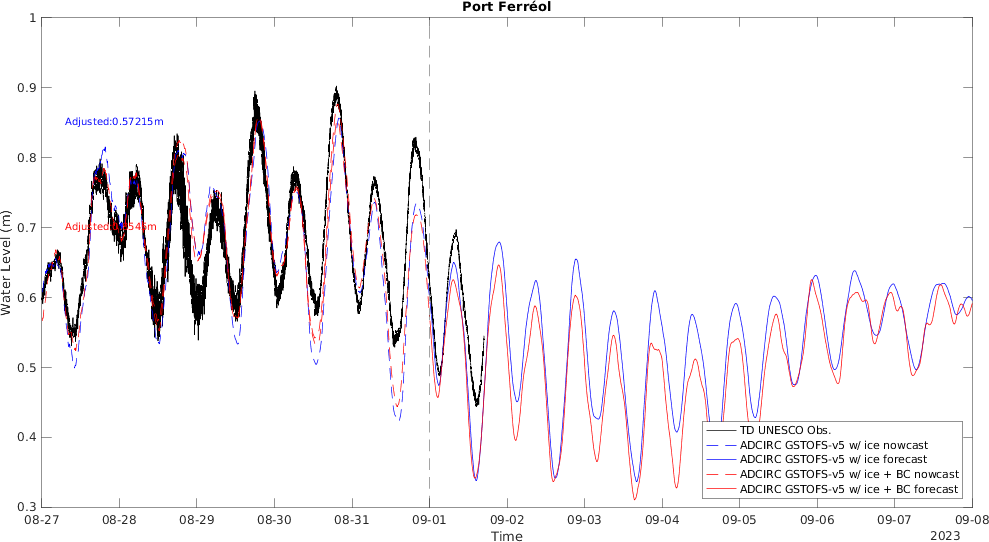 Port Ferréol
1
0.9
0.8
0.7
0.6
0.5
0.4
0.3
Water Level (m)
Adjusted:0.57215m
TD UNESCO Obs.
ADCIRC GSTOFS-v5 w/ ice nowcast
ADCIRC GSTOFS-v5 w/ ice forecast
ADCIRC GSTOFS-v5 w/ ice + BC nowcast
ADCIRC GSTOFS-v5 w/ ice + BC forecast
08-27 08-28 08-29 08-30 08-31 09-01 09-02 09-03 09-04 09-05 09-06 09-07 09-08
Time
2023